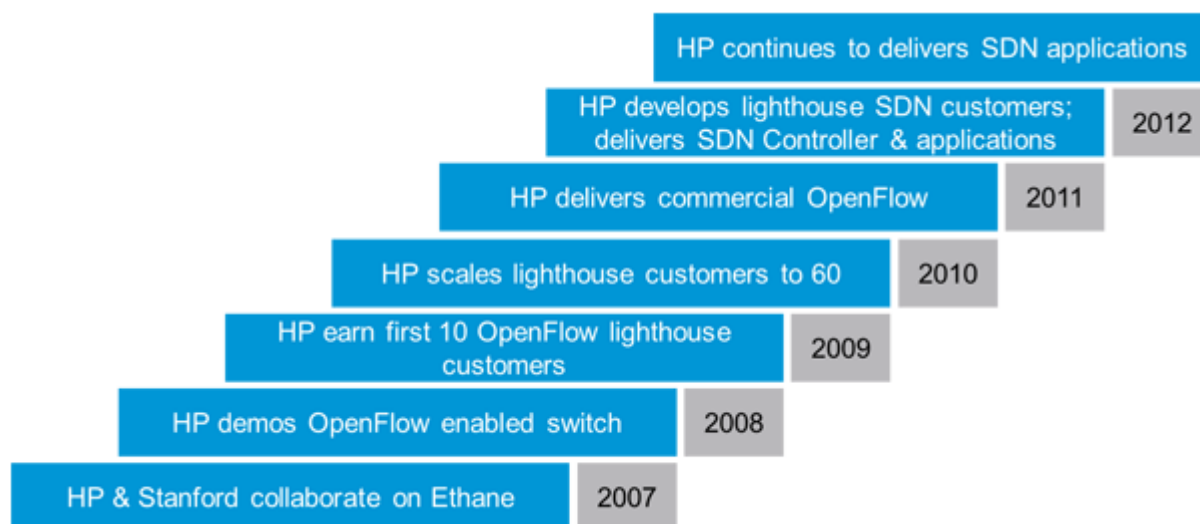 HP continues to delivers SDN applications
HP develops lighthouse SDN customers;
delivers SDN Controller & applications
2012
HP delivers commercial OpenFlow
2011
HP scales lighthouse customers to 60
2010
HP earn first 10 OpenFlow lighthouse
customers
2009
HP demos OpenFlow enabled switch
2008
HP & Stanford collaborate on Ethane
2007